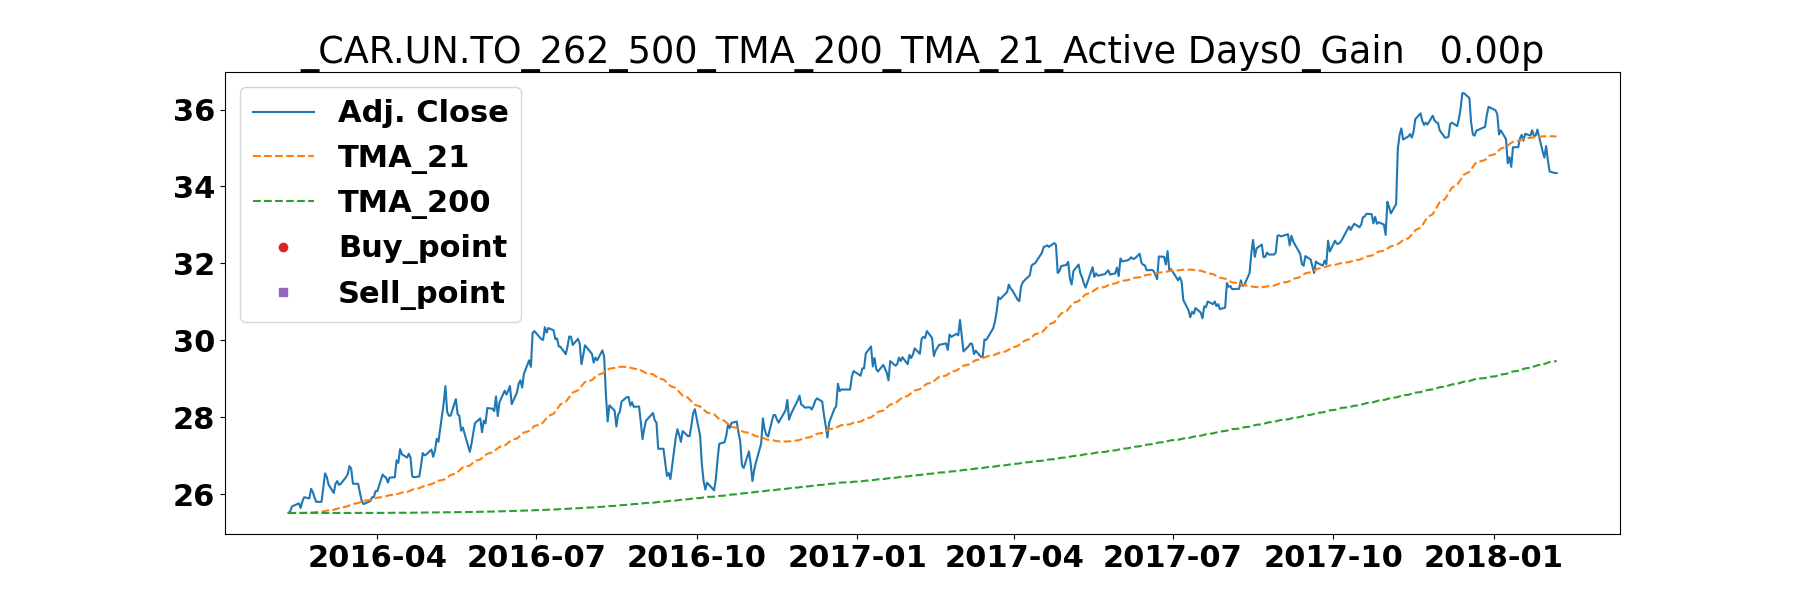 _CAR.UN.TO_262_500_TMA_200_TMA_21_Active Days0_Gain   0.00p
Adj. Close
TMA_21
TMA_200
Buy_point
Sell_point
36
34
32
30
28
26
2016-04 2016-07 2016-10 2017-01 2017-04 2017-07 2017-10 2018-01